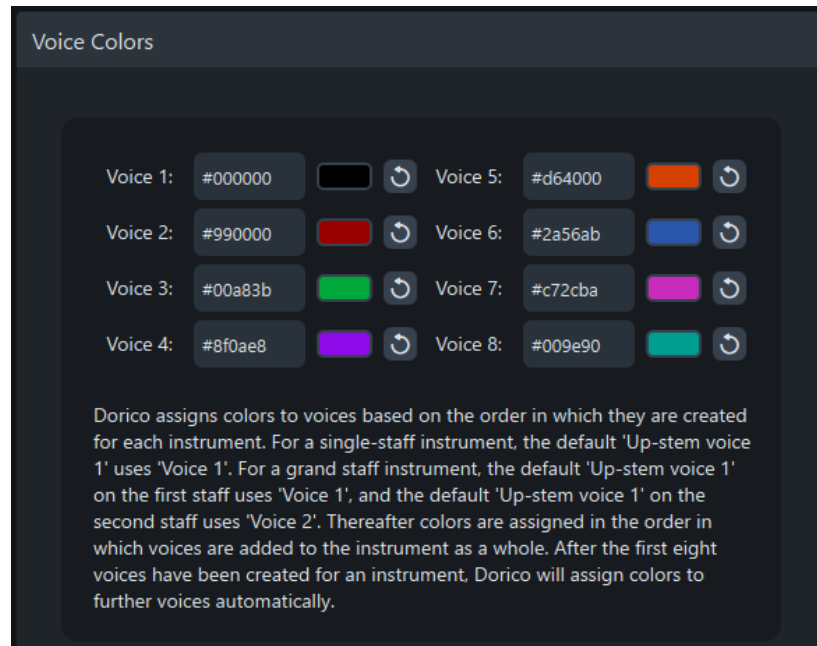 Voice Colors
Voice 1: #000000 Voice 5: #d64000
Voice 2: #990000 Voice 6: #2a56ab
Voice 3: #00a83b Voice 7: #c72cba
Voice 4: #8f0ae8 Voice 8: #009e90
Dorico assigns colors to voices based on the order in which they are created
for each instrument. For a single-staff instrument, the default 'Up-stem voice
1' uses 'Voice 1'. For a grand staff instrument, the default 'Up-stem voice 1'
on the first staff uses 'Voice 1', and the default 'Up-stem voice 1' on the
second staff uses 'Voice 2'. Thereafter colors are assigned in the order in
which voices are added to the instrument as a whole. After the first eight
voices have been created for an instrument, Dorico will assign colors to
further voices automatically.